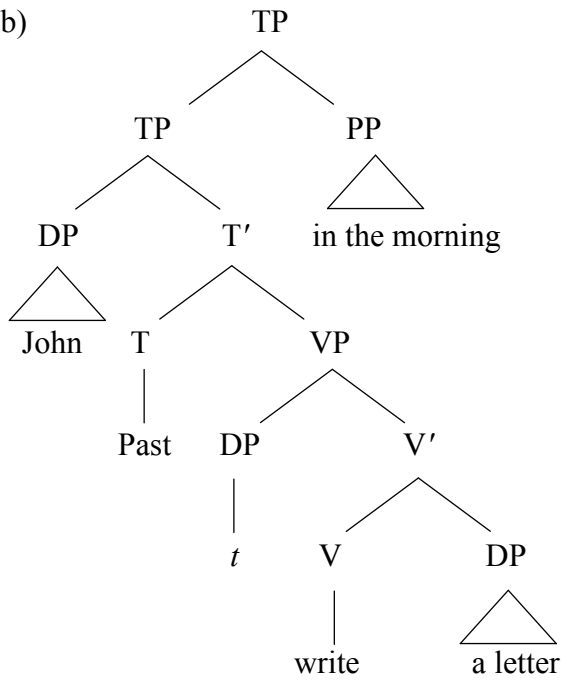 b) TP
TP PP
DP T′ in the morning
John T VP
Past DP V′
t V DP
write a letter